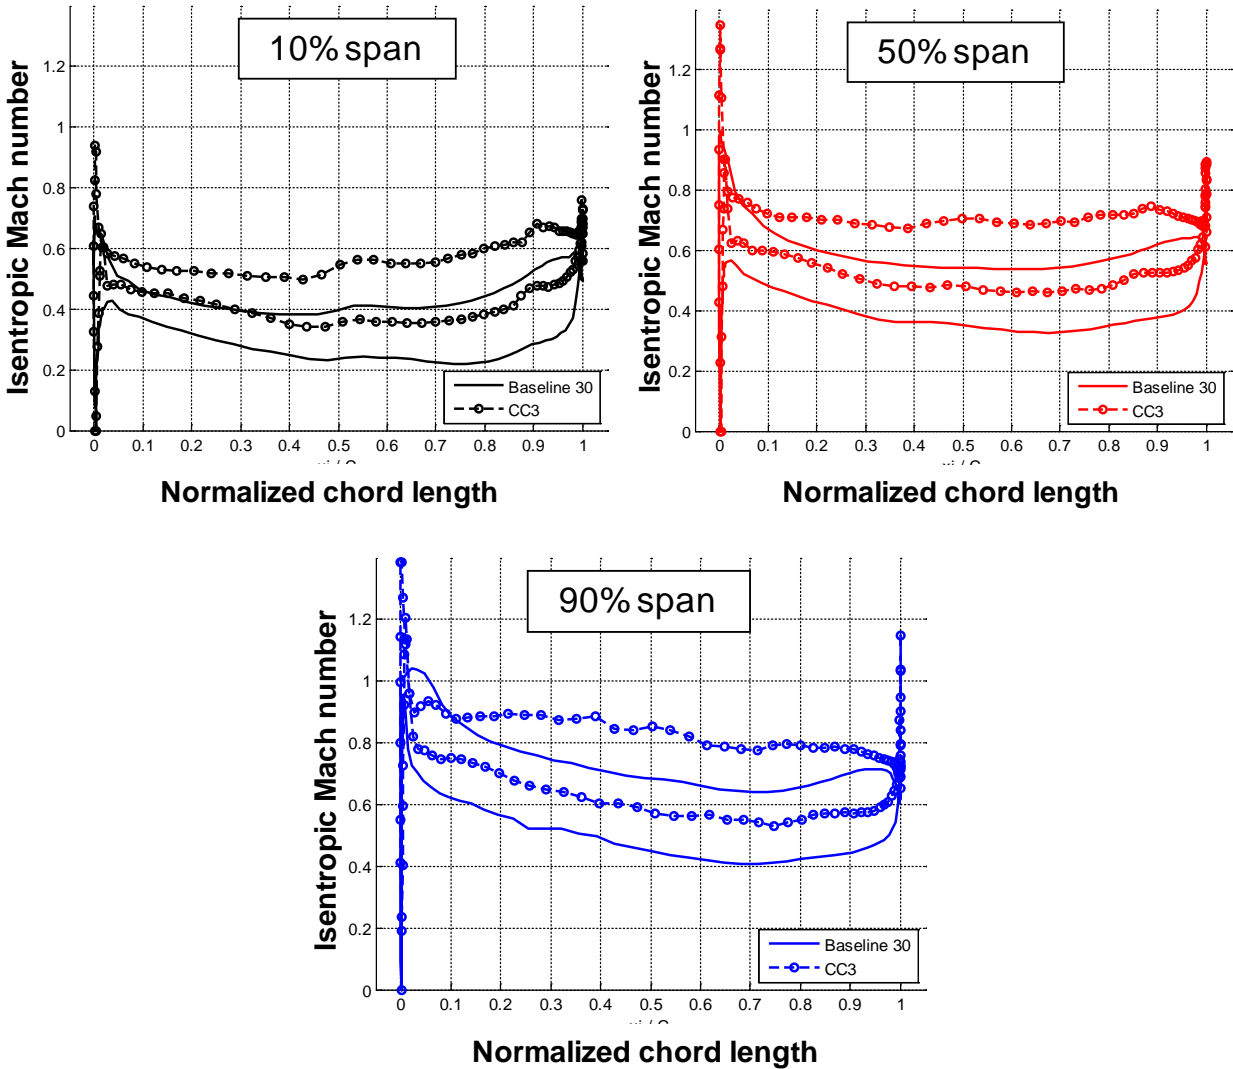 10% span
Isentropic Mach number
1.2
1
0.8
0.6
0.4
0.2
0
0 0.1 0.2 0.3 0.4 0.5 0.6 0.7 0.8 0.9 1
Baseline 30
CC3
Normalized chord length
50% span
Isentropic Mach number
1.2
1
0.8
0.6
0.4
0.2
0
0 0.1 0.2 0.3 0.4 0.5 0.6 0.7 0.8 0.9 1
Baseline 30
CC3
Normalized chord length
90% span
Isentropic Mach number
1.2
1
0.8
0.6
0.4
0.2
0
0 0.1 0.2 0.3 0.4 0.5 0.6 0.7 0.8 0.9 1
Baseline 30
CC3
Normalized chord length